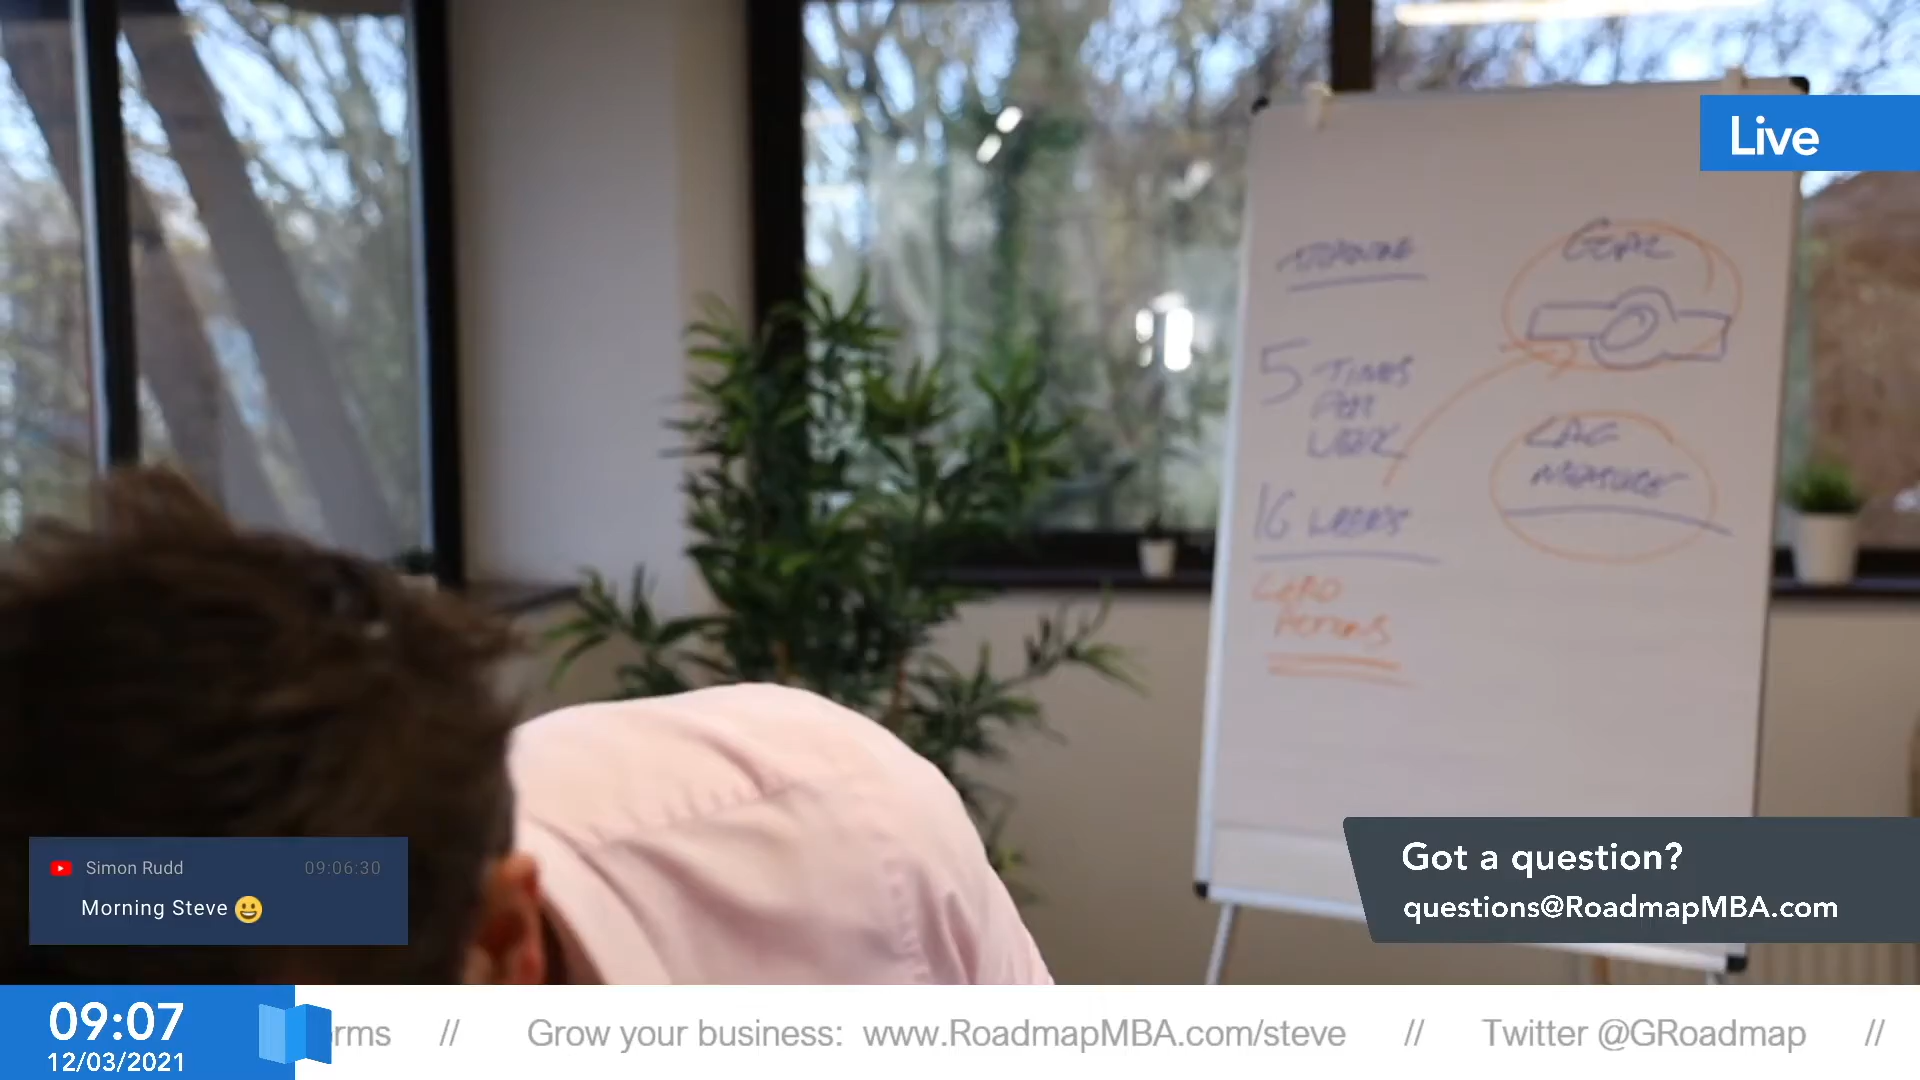 Live
GOAL
5 TIMES
PER
WEEK
LAG
MEASURE
16 WEEKS
LEAD
ACTIONS
Got a question?
questions@RoadmapMBA.com
Simon Rudd 09:06:30
Morning Steve 😀
09:07
12/03/2021
rms // Grow your business: www.RoadmapMBA.com/steve // Twitter @GRoadmap //